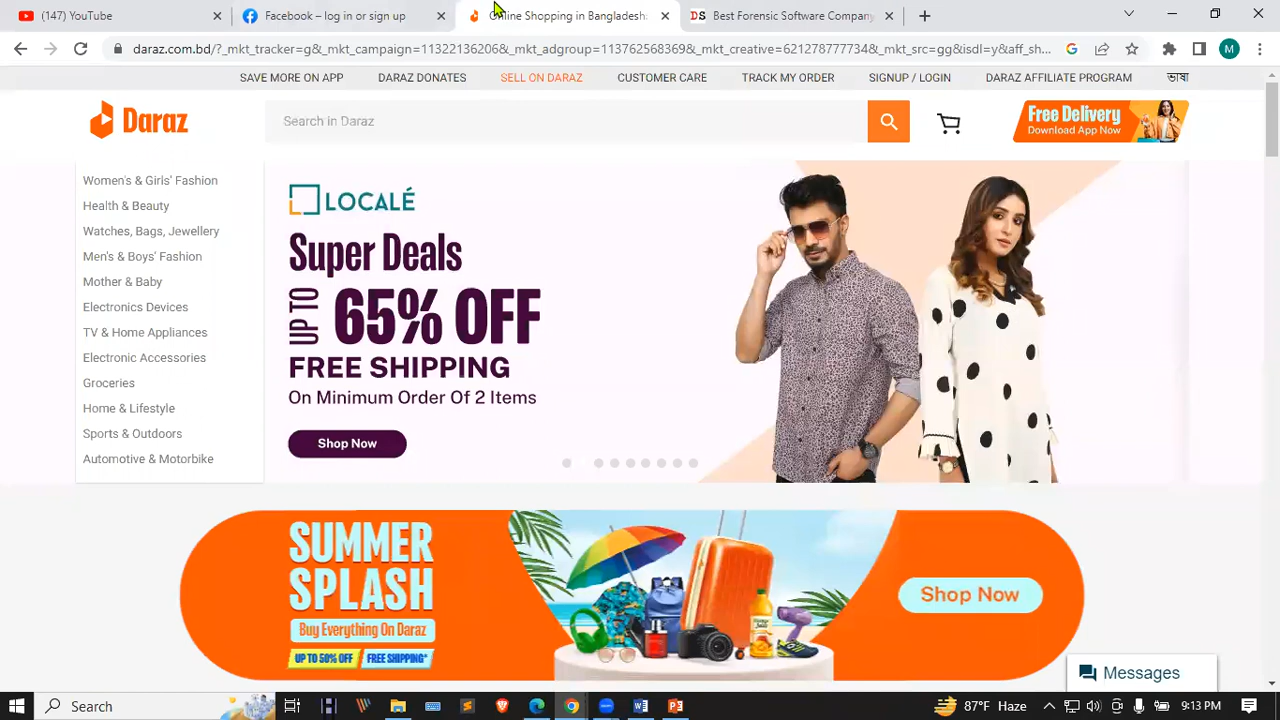 (147) YouTube
Facebook – log in or sign up
Online Shopping in Bangladesh:
DS Best Forensic Software Company
daraz.com.bd/?_mkt_tracker=g&_mkt_campaign=11322136206&_mkt_adgroup=113762568369&_mkt_creative=621278777734&_mkt_src=gg&isdl=y&aff_sh...
M
SAVE MORE ON APP
DARAZ DONATES
SELL ON DARAZ
CUSTOMER CARE
TRACK MY ORDER
SIGNUP / LOGIN
DARAZ AFFILIATE PROGRAM
ভাষা
Daraz
Search in Daraz
Free Delivery
Download App Now
Women's & Girls' Fashion
Health & Beauty
Watches, Bags, Jewellery
Men's & Boys' Fashion
Mother & Baby
Electronics Devices
TV & Home Appliances
Electronic Accessories
Groceries
Home & Lifestyle
Sports & Outdoors
Automotive & Motorbike
LOCALÉ
Super Deals
UP TO 65% OFF
FREE SHIPPING
On Minimum Order Of 2 Items
Shop Now
SUMMER
SPLASH
Buy Everything On Daraz
UP TO 50% OFF
FREE SHIPPING*
Shop Now
Messages
Search
87°F Haze
9:13 PM